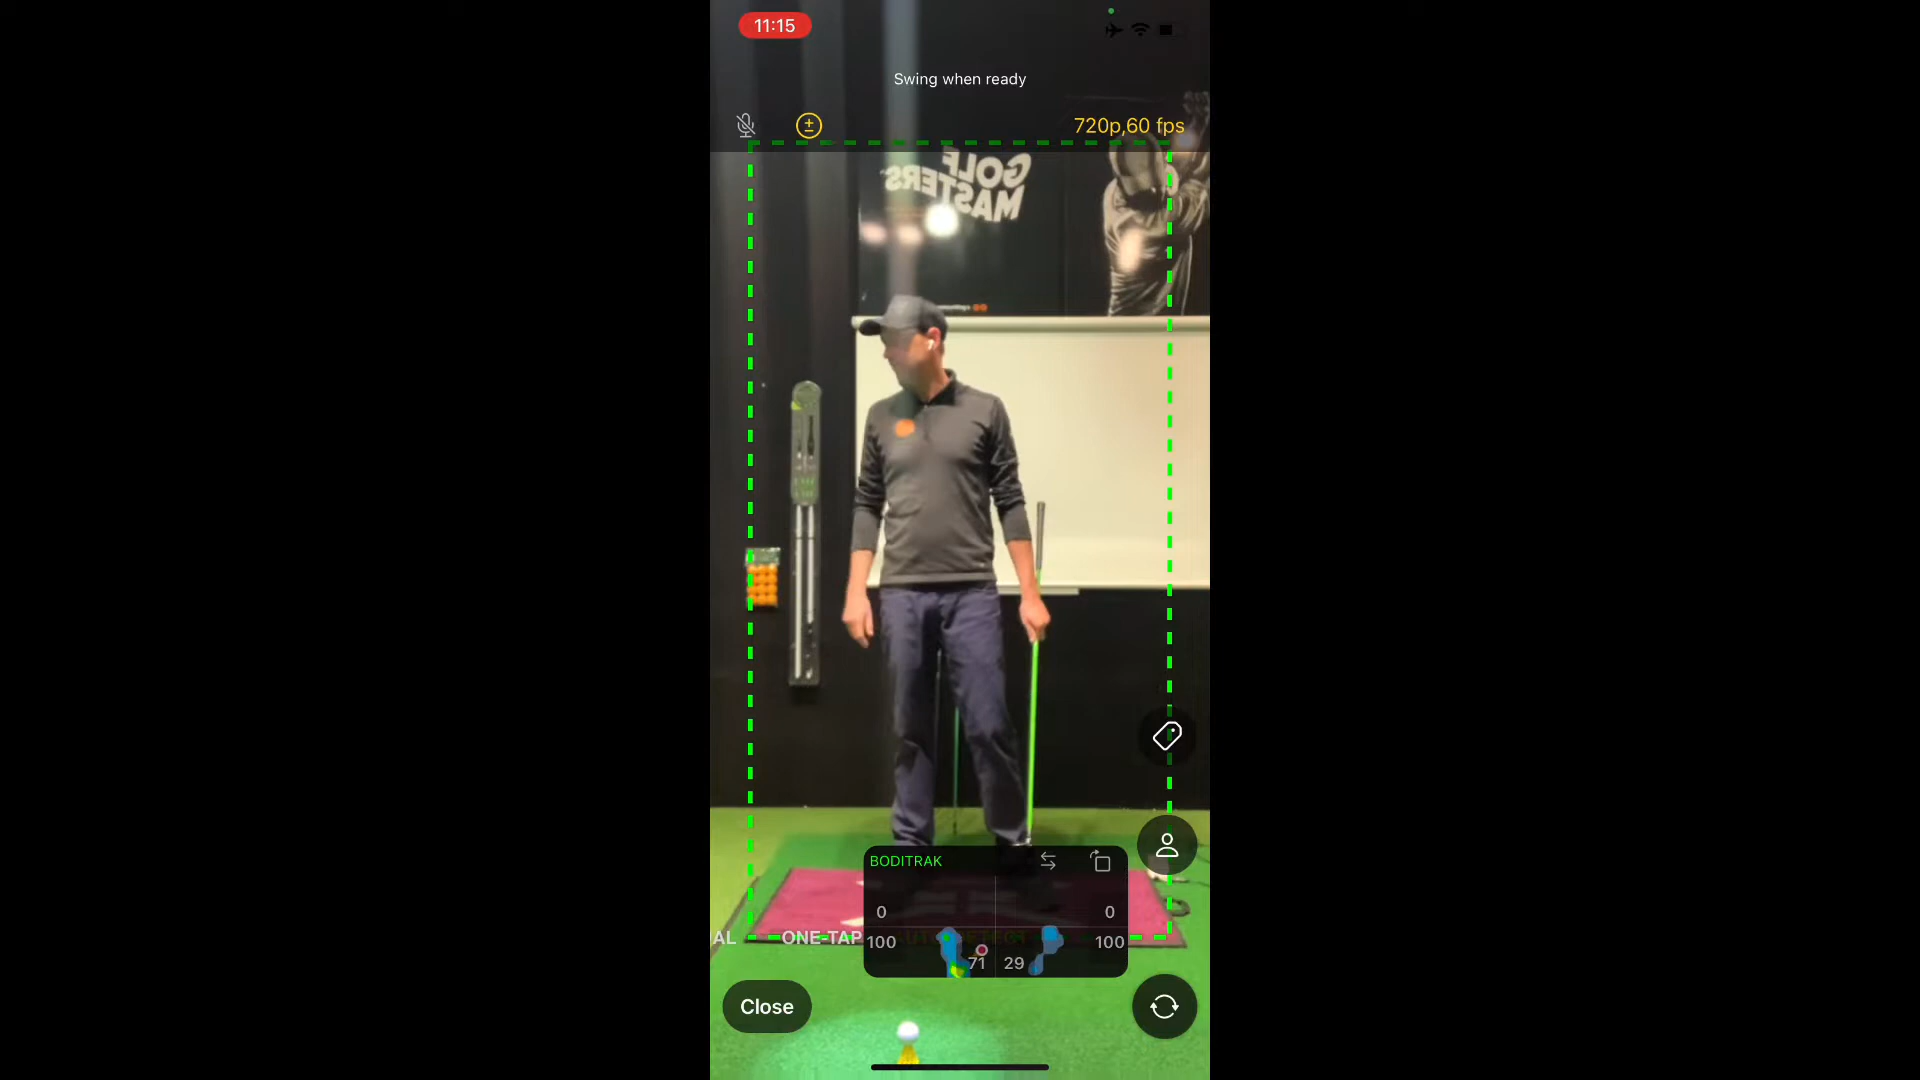 11:15
Swing when ready
720p,60 fps
GOLF
MASTERS
BODITRAK
0
0
AL
ONE-TAP
100
100
71
29
Close